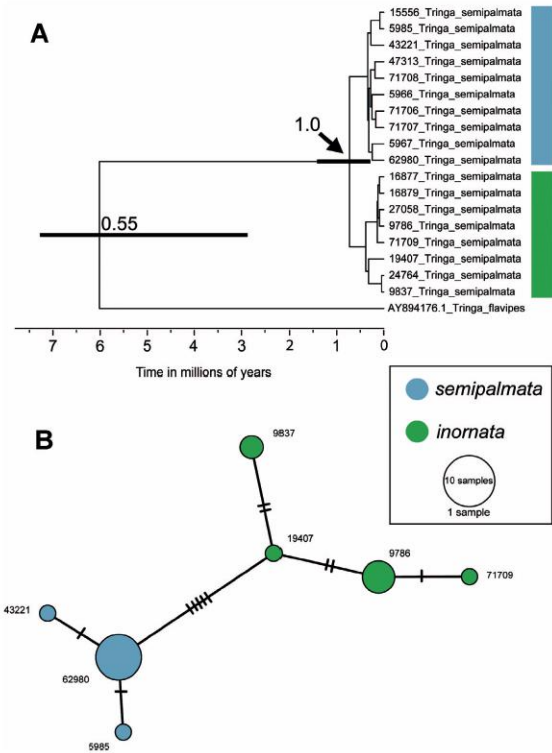 A
15556_Tringa_semipalmata
5985_Tringa_semipalmata
43221_Tringa_semipalmata
47313_Tringa_semipalmata
71708_Tringa_semipalmata
5966_Tringa_semipalmata
71706_Tringa_semipalmata
71707_Tringa_semipalmata
5967_Tringa_semipalmata
62980_Tringa_semipalmata
16877_Tringa_semipalmata
16879_Tringa_semipalmata
27058_Tringa_semipalmata
9786_Tringa_semipalmata
71709_Tringa_semipalmata
19407_Tringa_semipalmata
24764_Tringa_semipalmata
9837_Tringa_semipalmata
AY894176.1_Tringa_flavipes
1.0
0.55
7 6 5 4 3 2 1 0
Time in millions of years
semipalmata
inornata
10 samples
1 sample
B
9837
19407
9786
71709
43221
62980
5985